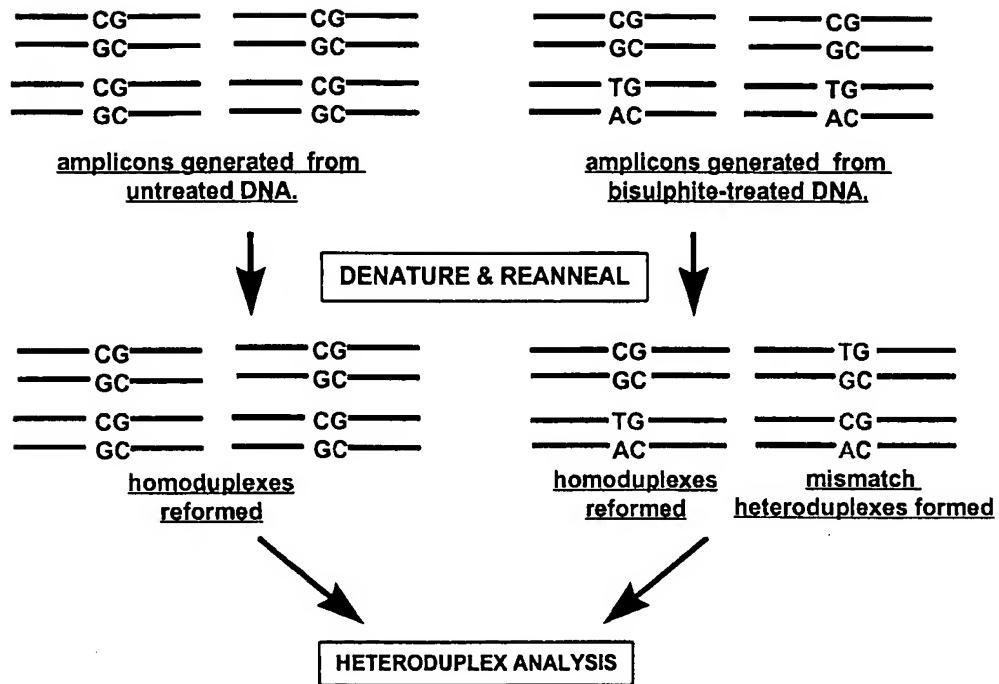 CG CG CG CG
GC GC GC GC
CG CG TG TG
GC GC AC AC
amplicons generated from
untreated DNA.
amplicons generated from
bisulphite-treated DNA.
DENATURE & REANNEAL
CG CG CG TG
GC GC GC GC
CG CG TG CG
GC GC AC AC
homoduplexes
reformed
homoduplexes
reformed
mismatch
heteroduplexes formed
HETERODUPLEX ANALYSIS